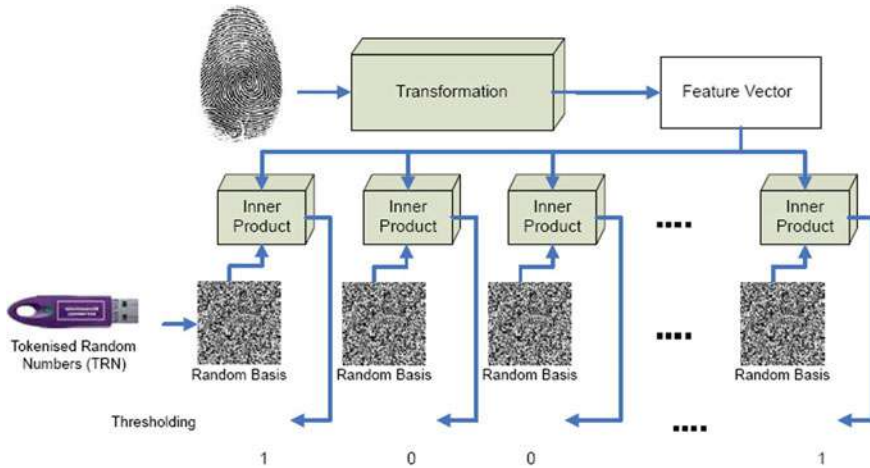 Transformation
Feature Vector
Inner
Product
Inner
Product
Inner
Product
Inner
Product
Tokenised Random
Numbers (TRN)
Random Basis
Random Basis
Random Basis
Random Basis
Thresholding
1 0 0 1